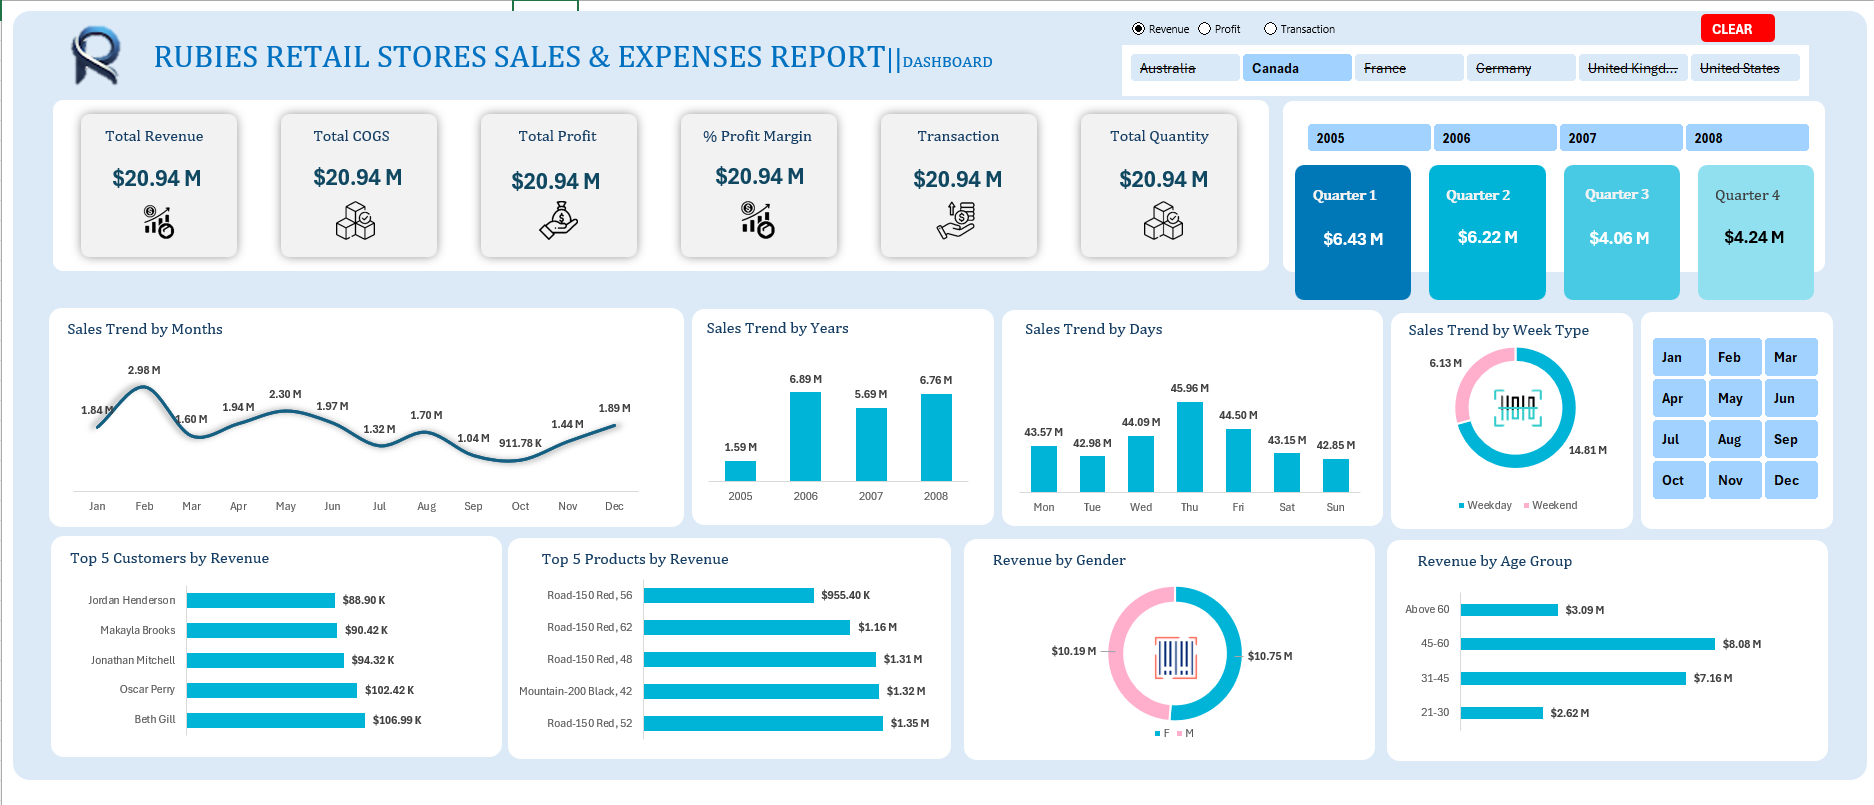 RUBIES RETAIL STORES SALES & EXPENSES REPORT||DASHBOARD
Revenue Profit Transaction
CLEAR
Australia Canada France Germany United Kingd... United States
Total Revenue
$20.94 M
Total COGS
$20.94 M
Total Profit
$20.94 M
% Profit Margin
$20.94 M
Transaction
$20.94 M
Total Quantity
$20.94 M
2005 2006 2007 2008
Quarter 1
$6.43 M
Quarter 2
$6.22 M
Quarter 3
$4.06 M
Quarter 4
$4.24 M
Sales Trend by Months
1.84 M 2.98 M 1.60 M 1.94 M 2.30 M 1.97 M 1.32 M 1.70 M 1.04 M 911.78 K 1.44 M 1.89 M
Jan Feb Mar Apr May Jun Jul Aug Sep Oct Nov Dec
Sales Trend by Years
1.59 M 6.89 M 5.69 M 6.76 M
2005 2006 2007 2008
Sales Trend by Days
43.57 M 42.98 M 44.09 M 45.96 M 44.50 M 43.15 M 42.85 M
Mon Tue Wed Thu Fri Sat Sun
Sales Trend by Week Type
6.13 M
14.81 M
Weekday Weekend
Jan Feb Mar
Apr May Jun
Jul Aug Sep
Oct Nov Dec
Top 5 Customers by Revenue
Jordan Henderson $88.90 K
Makayla Brooks $90.42 K
Jonathan Mitchell $94.32 K
Oscar Perry $102.42 K
Beth Gill $106.99 K
Top 5 Products by Revenue
Road-150 Red, 56 $955.40 K
Road-150 Red, 62 $1.16 M
Road-150 Red, 48 $1.31 M
Mountain-200 Black, 42 $1.32 M
Road-150 Red, 52 $1.35 M
Revenue by Gender
$10.19 M $10.75 M
F M
Revenue by Age Group
Above 60 $3.09 M
45-60 $8.08 M
31-45 $7.16 M
21-30 $2.62 M